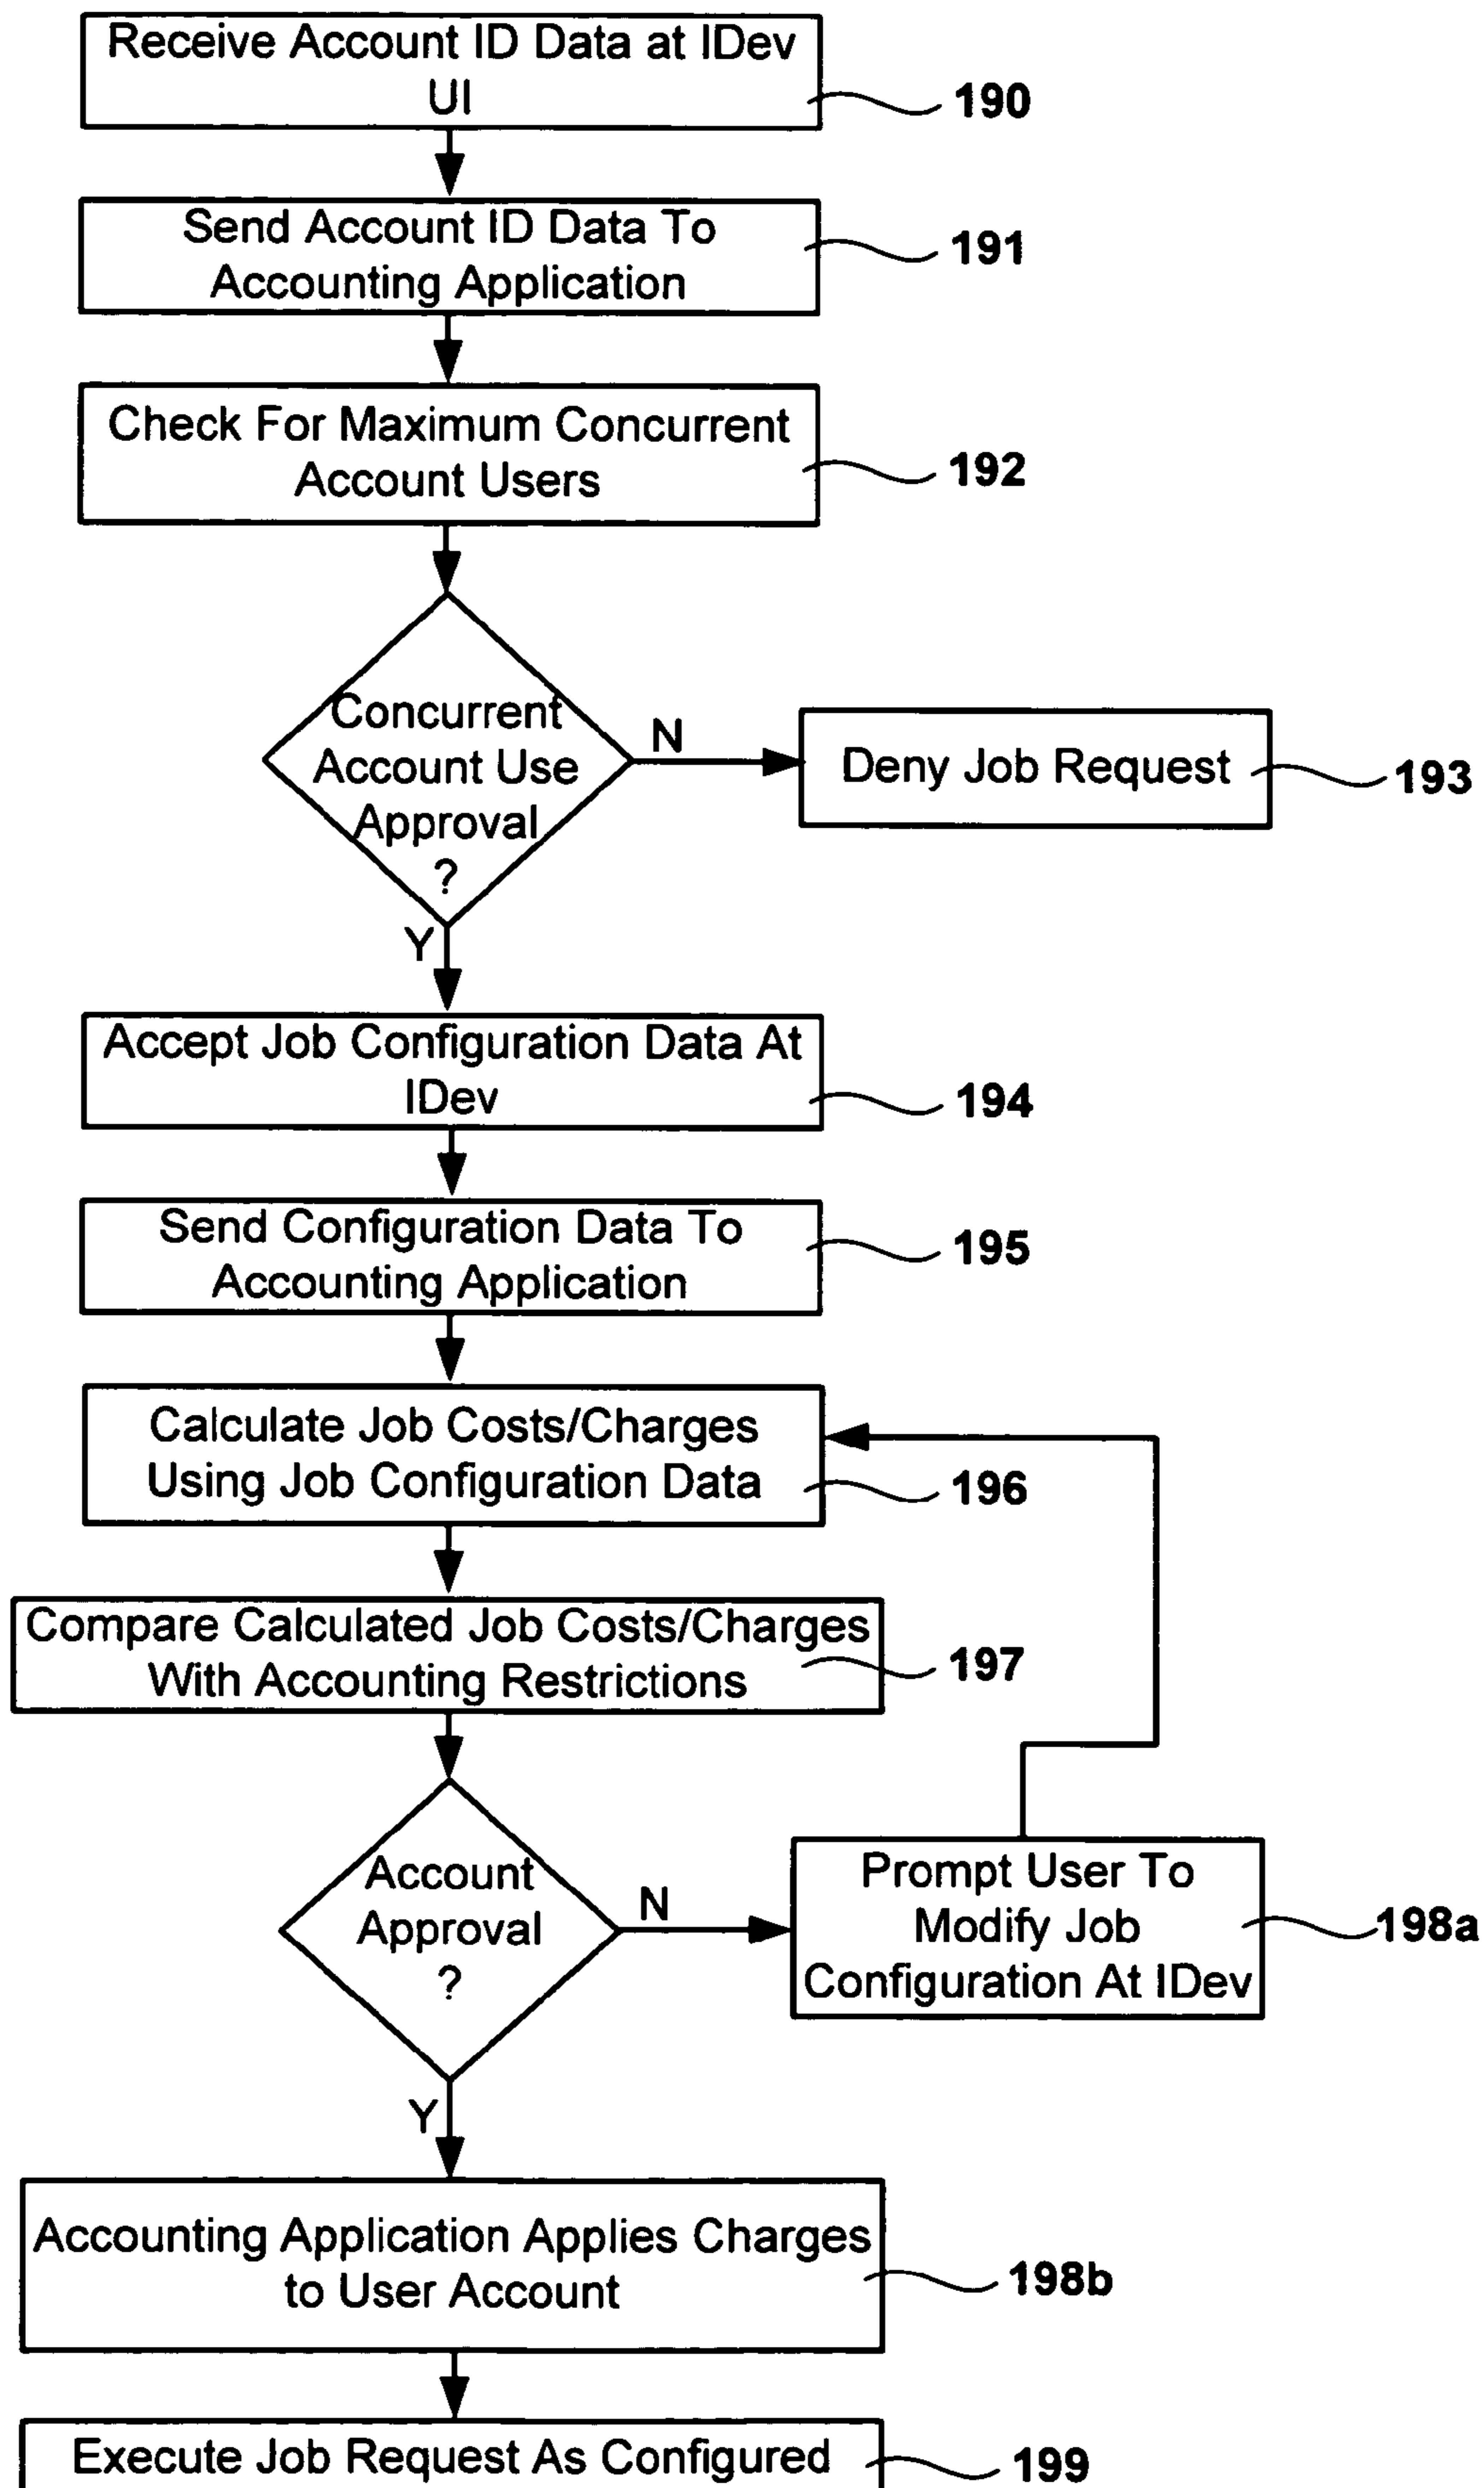 Receive Account ID Data at IDev
UI
190
Send Account ID Data To
Accounting Application
191
Check For Maximum Concurrent
Account Users
192
Concurrent
Account Use
Approval
?
N
Deny Job Request
193
Y
Accept Job Configuration Data At
IDev
194
Send Configuration Data To
Accounting Application
195
Calculate Job Costs/Charges
Using Job Configuration Data
196
Compare Calculated Job Costs/Charges
With Accounting Restrictions
197
Account
Approval
?
N
Prompt User To
Modify Job
Configuration At IDev
198a
Y
Accounting Application Applies Charges
to User Account
198b
Execute Job Request As Configured
199